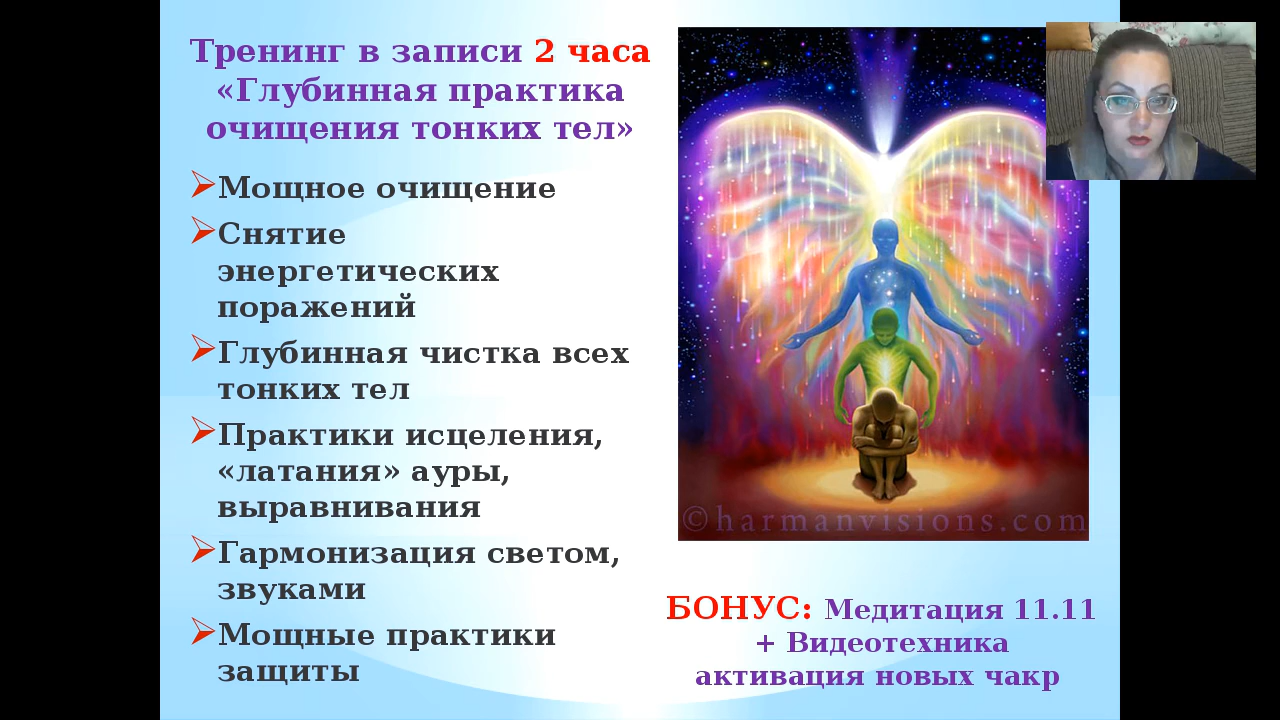 Тренинг в записи 2 часа
«Глубинная практика
очищения тонких тел»
Мощное очищение
Снятие
энергетических
поражений
Глубинная чистка всех
тонких тел
Практики исцеления,
«латания» ауры,
выравнивания
Гармонизация светом,
звуками
Мощные практики
защиты
©harmanvisions.com
БОНУС: Медитация 11.11
+ Видеотехника
активация новых чакр